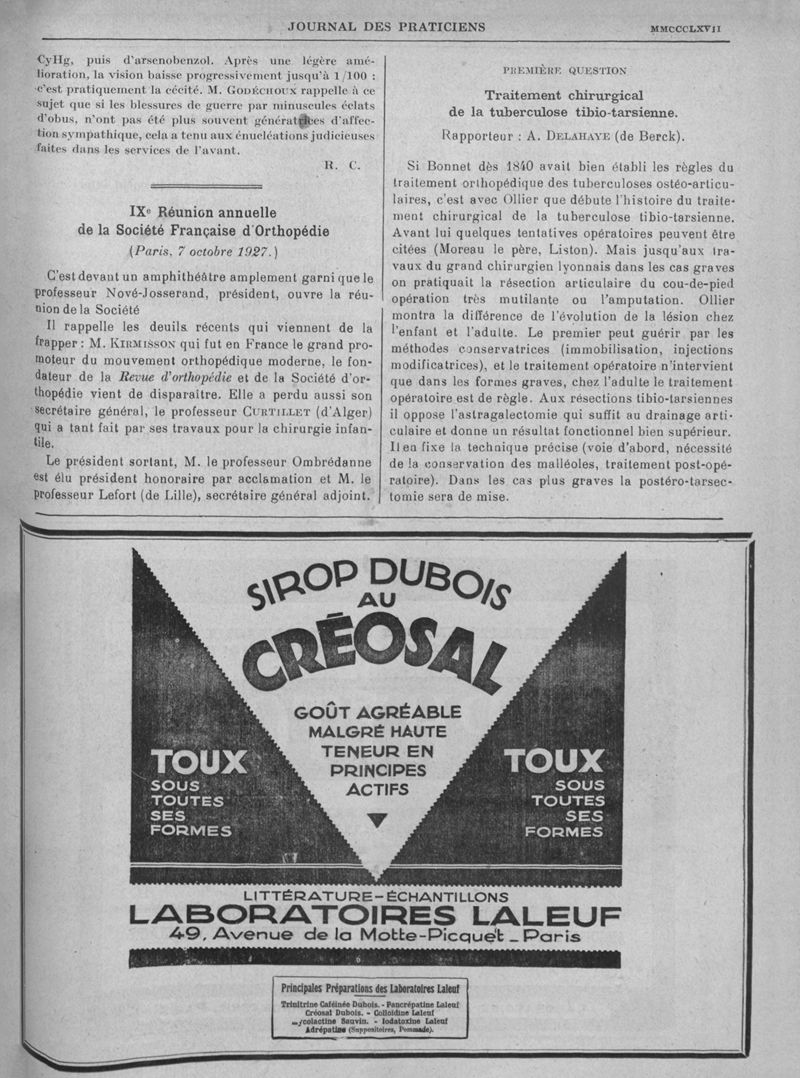 JOURNAL DES PRATICIENS
MMCCCLXVII
CyHg, puis d'arsenobenzol. Après une légère amé-
lioration, la vision baisse progressivement jusqu'à 1/100 :
c'est pratiquement la cécité. M. GODÉCHOUX rappelle à ce
sujet que si les blessures de guerre par minuscules éclats
d'obus, n'ont pas été plus souvent génératrices d'affec-
tion sympathique, cela a tenu aux énucléations judicieuses
faites dans les services de l'avant.
R. C.
IXe Réunion annuelle
de la Société Française d'Orthopédie
(Paris, 7 octobre 1927.)
C'est devant un amphithéâtre amplement garni que le
professeur Nové-Josserand, président, ouvre la réu-
nion de la Société
Il rappelle les deuils récents qui viennent de la
frapper : M. KIRMISSON qui fut en France le grand pro-
moteur du mouvement orthopédique moderne, le fon-
dateur de la Revue d'orthopédie et de la Société d'or-
thopédie vient de disparaître. Elle a perdu aussi son
secrétaire général, le professeur CURTILLET (d'Alger)
qui a tant fait par ses travaux pour la chirurgie infan-
tile.
Le président sortant, M. le professeur Ombrédanne
est élu président honoraire par acclamation et M. le
professeur Lefort (de Lille), secrétaire général adjoint.
PREMIÈRE QUESTION
Traitement chirurgical
de la tuberculose tibio-tarsienne.
Rapporteur : A. DELAHAYE (de Berck).
Si Bonnet dès 1840 avait bien établi les règles du
traitement orthopédique des tuberculoses ostéo-articu-
laires, c'est avec Ollier que débute l'histoire du traite-
ment chirurgical de la tuberculose tibio-tarsienne.
Avant lui quelques tentatives opératoires peuvent être
citées (Moreau le père, Liston). Mais jusqu'aux tra-
vaux du grand chirurgien lyonnais dans les cas graves
on pratiquait la résection articulaire du cou-de-pied
opération très mutilante ou l'amputation. Ollier
montra la différence de l'évolution de la lésion chez
l'enfant et l'adulte. Le premier peut guérir par les
méthodes conservatrices (immobilisation, injections
modificatrices), et le traitement opératoire n'intervient
que dans les formes graves, chez l'adulte le traitement
opératoire est de règle. Aux résections tibio-tarsiennes
il oppose l'astragalectomie qui suffit au drainage arti-
culaire et donne un résultat fonctionnel bien supérieur.
Il en fixe la technique précise (voie d'abord, nécessité
de la conservation des malléoles, traitement post-opé-
ratoire). Dans les cas plus graves la postéro-tarsec-
tomie sera de mise.
SIROP DUBOIS
AU
CRÉOSAL
GOÛT AGRÉABLE
MALGRÉ HAUTE
TENEUR EN
PRINCIPES
ACTIFS
TOUX
SOUS
TOUTES
SES
FORMES
TOUX
SOUS
TOUTES
SES
FORMES
LITTÉRATURE-ÉCHANTILLONS
LABORATOIRES LALEUF
49, Avenue de la Motte-Picquet _ Paris
Principales Préparations des Laboratoires Laleuf
Trinitrine Caféinée Dubois. - Pancrépatine Laleuf
Créosal Dubois. - Colloïdine Laleuf
Sauvin. - Iodatoxine Laleuf
Adrépatine (Suppositoires, Pommade).